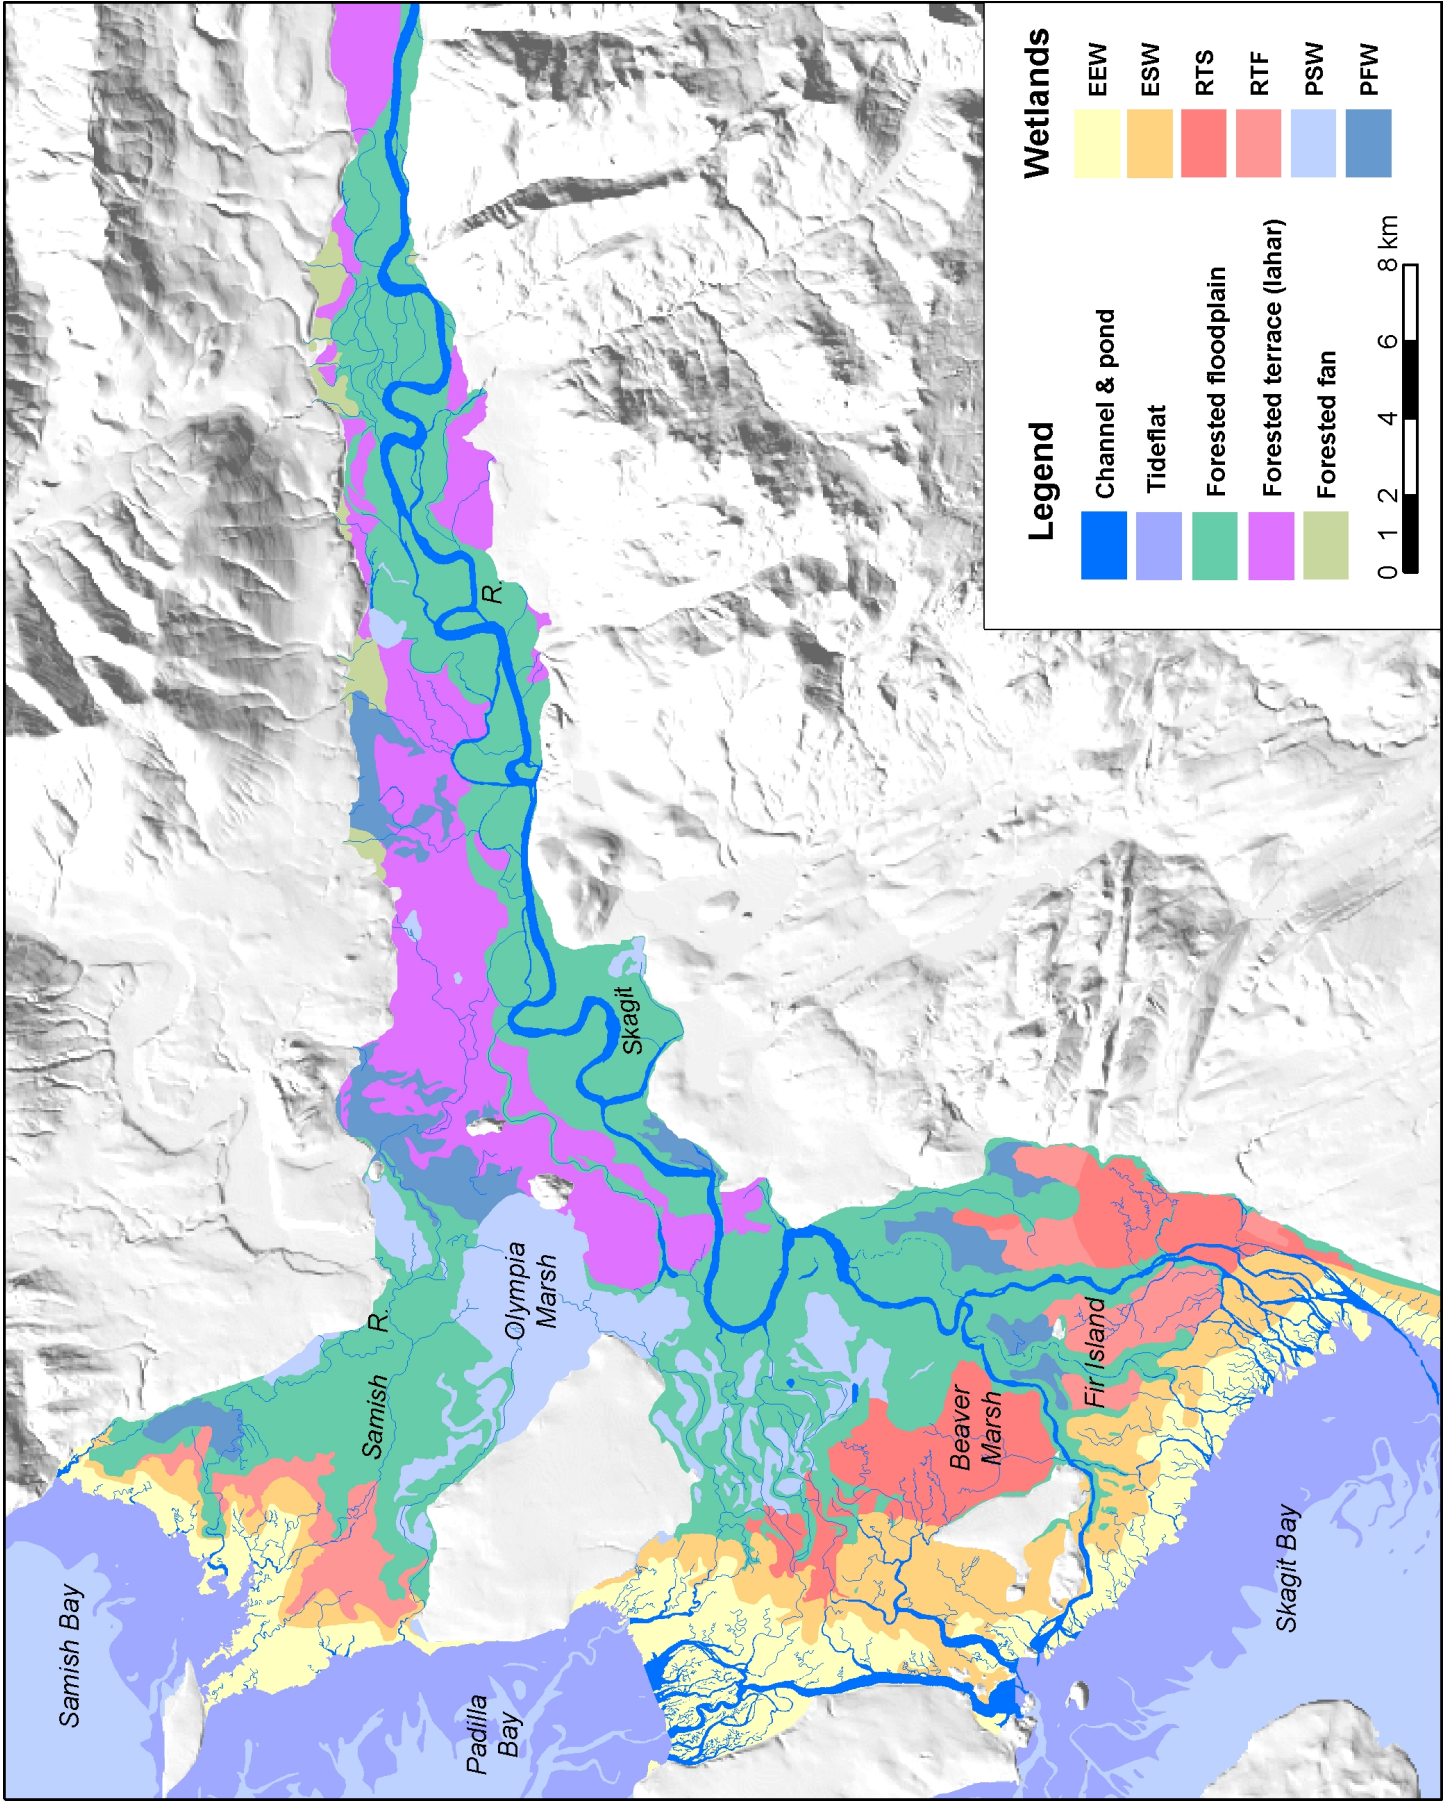 Samish Bay
Padilla
Bay
Samish R.
Olympia
Marsh
Skagit
R.
Beaver
Marsh
Fir Island
Skagit Bay
Legend
Channel & pond
Tideflat
Forested floodplain
Forested terrace (lahar)
Forested fan
0 1 2 4 6 8 km
Wetlands
EEW
ESW
RTS
RTF
PSW
PFW